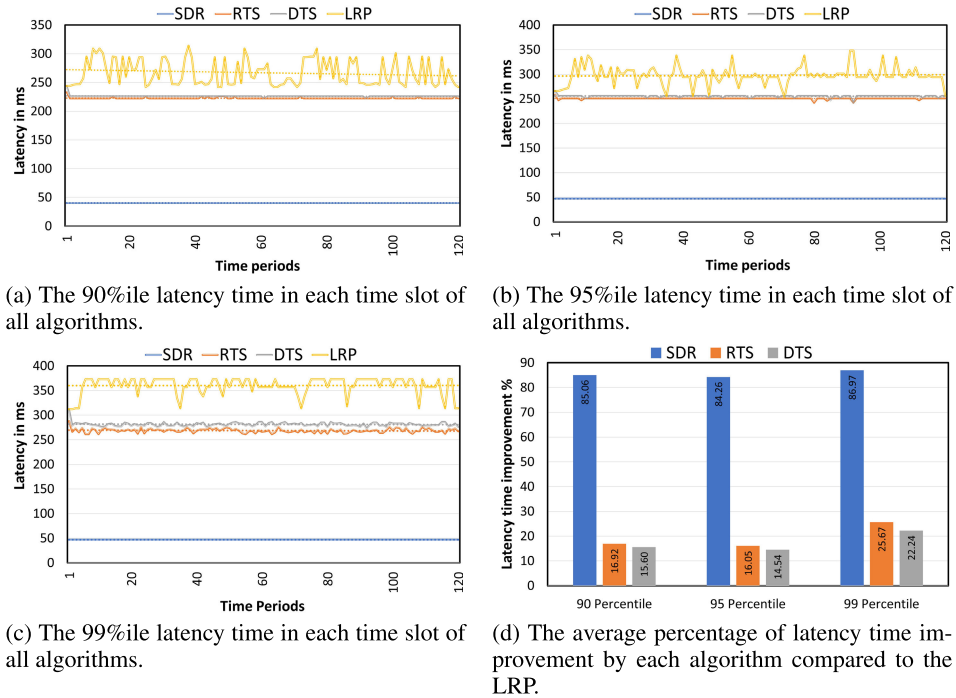 SDR RTS DTS LRP
350
300
250
200
150
100
50
0
Latency in ms
1 20 40 60 80 100 120
Time periods
(a) The 90%ile latency time in each time slot of
all algorithms.
SDR RTS DTS LRP
400
350
300
250
200
150
100
50
0
Latency in ms
1 20 40 60 80 100 120
Time periods
(b) The 95%ile latency time in each time slot of
all algorithms.
SDR RTS DTS LRP
400
350
300
250
200
150
100
50
0
Latency in ms
1 20 40 60 80 100 120
Time Periods
(c) The 99%ile latency time in each time slot of
all algorithms.
SDR RTS DTS
90
80
70
60
50
40
30
20
10
0
Latency time improvement %
85.06 16.92 15.60 84.26 16.05 14.54 86.97 25.67 22.24
90 Percentile 95 Percentile 99 Percentile
(d) The average percentage of latency time im-
provement by each algorithm compared to the
LRP.